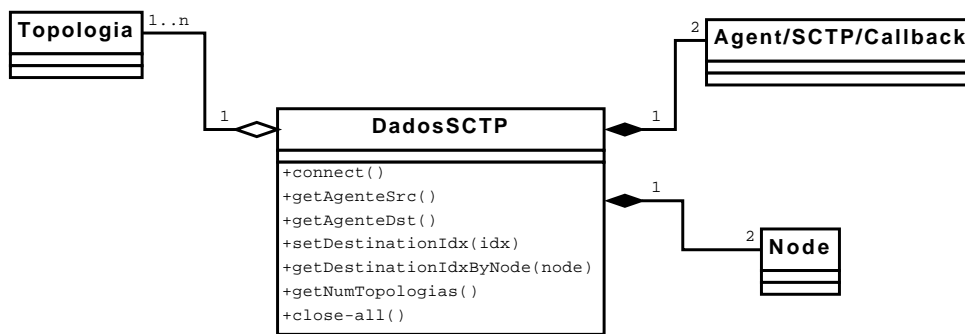 Topologia
1..n
1
2
Agent/SCTP/Callback
1
DadosSCTP
+connect()
+getAgenteSrc()
+getAgenteDst()
+setDestinationIdx(idx)
+getDestinationIdxByNode(node)
+getNumTopologias()
+close-all()
1
2
Node